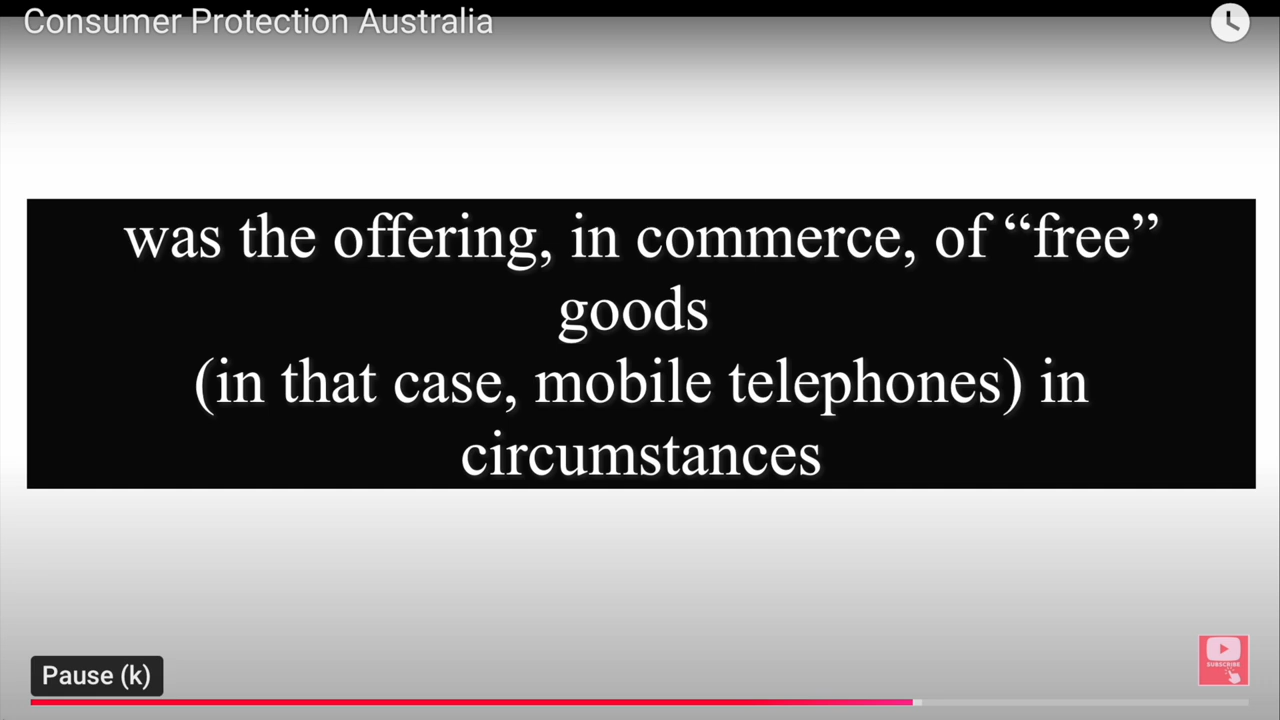 Consumer Protection Australia
was the offering, in commerce, of “free”
goods
(in that case, mobile telephones) in
circumstances
SUBSCRIBE
Pause (k)